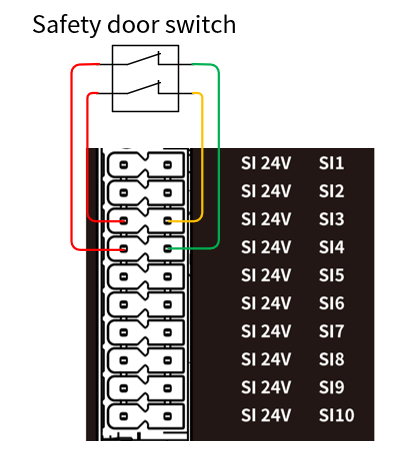 Safety door switch
SI 24V SI1
SI 24V SI2
SI 24V SI3
SI 24V SI4
SI 24V SI5
SI 24V SI6
SI 24V SI7
SI 24V SI8
SI 24V SI9
SI 24V SI10